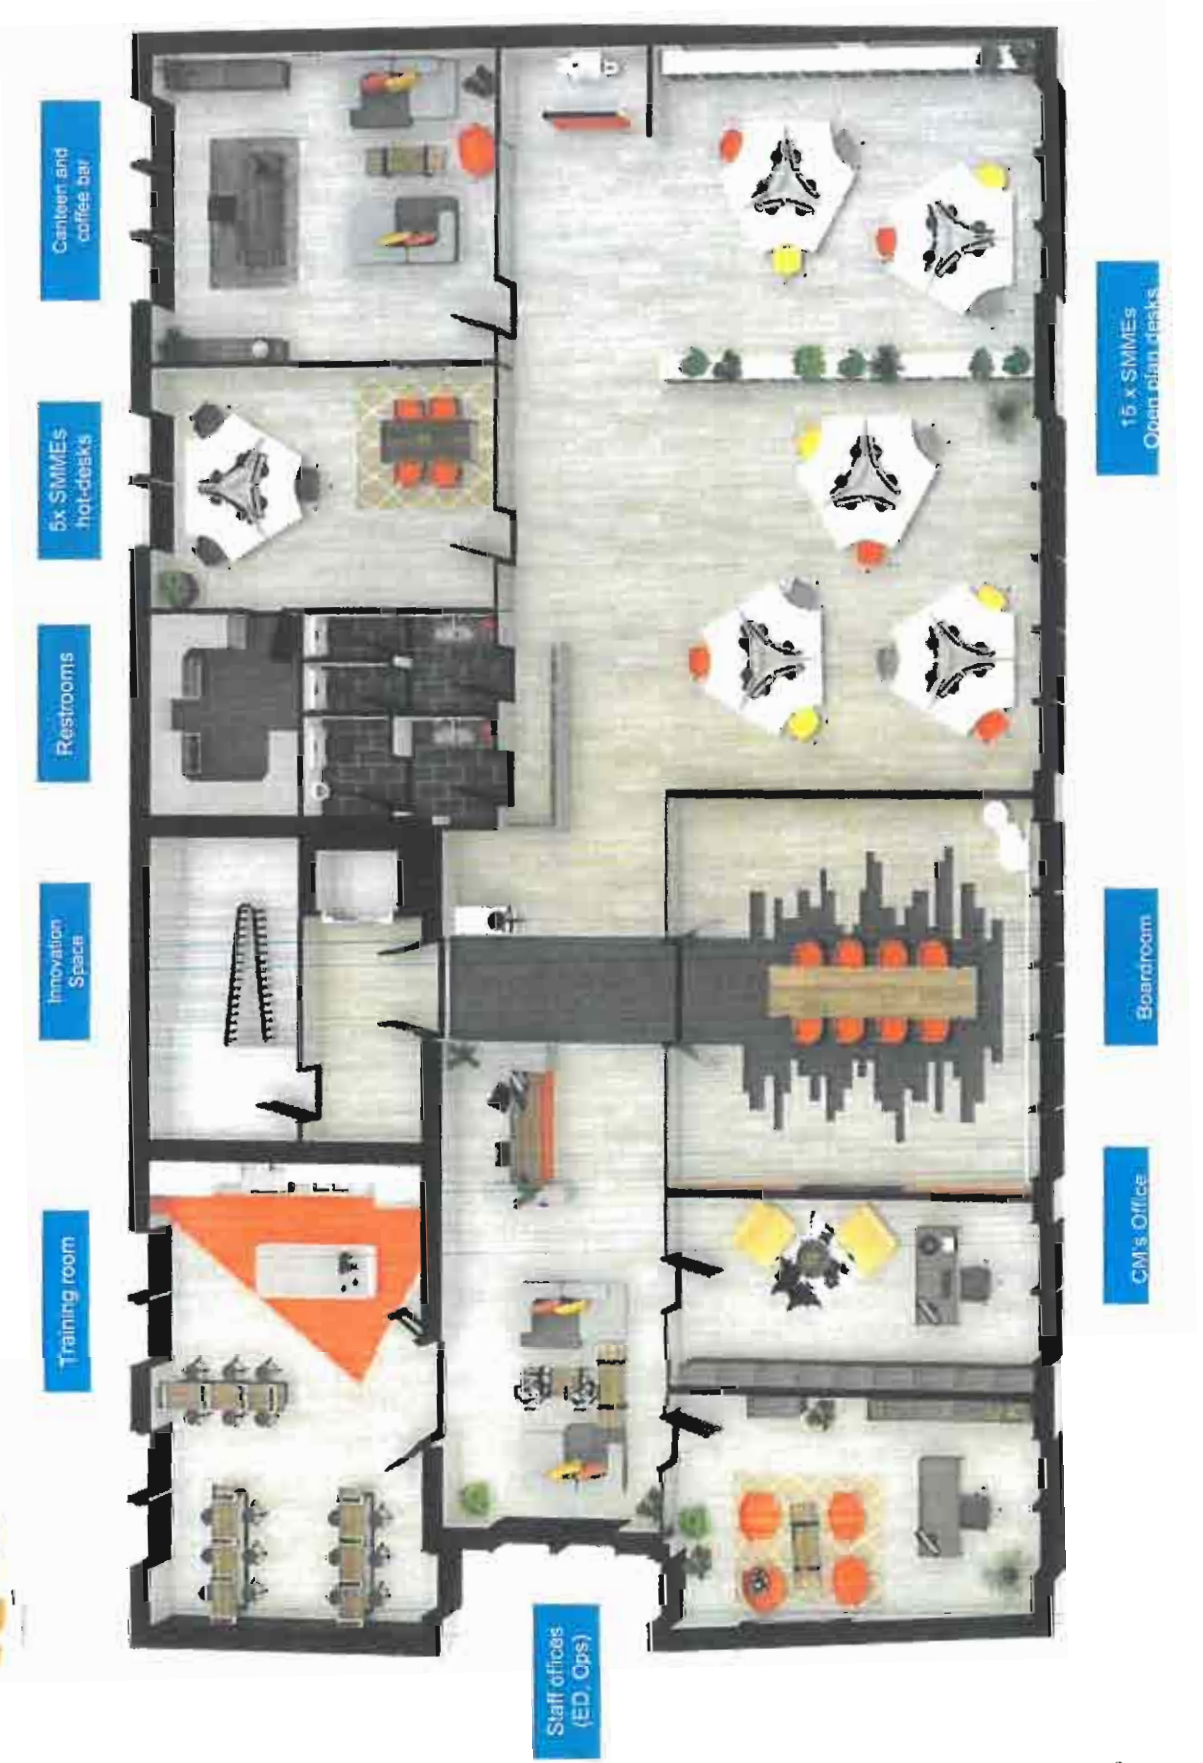 Canteen and
coffee bar
5x SMMEs
hot-desks
Restrooms
Innovation
Space
Training room
15 x SMMEs
Open plan desks
Boardroom
CM's Office
Staff offices
(ED, Ops)